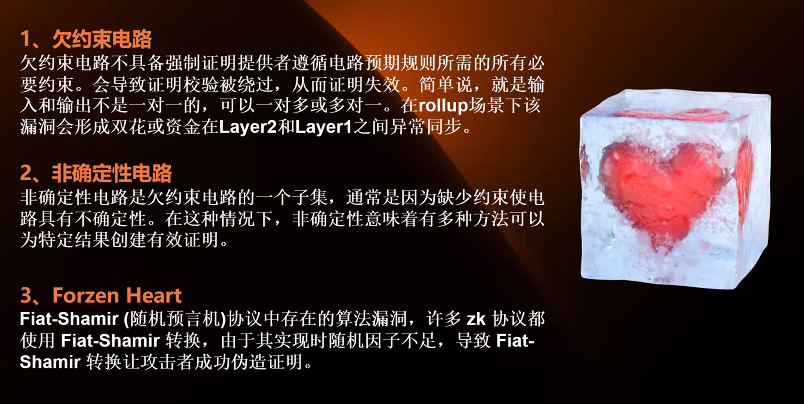 1、欠约束电路
欠约束电路不具备强制证明提供者遵循电路预期规则所需的所有必
要约束。会导致证明校验被绕过，从而证明失效。简单说，就是输
入和输出不是一对一的，可以一对多或多对一。在rollup场景下该
漏洞会形成双花或资金在Layer2和Layer1之间异常同步。
2、非确定性电路
非确定性电路是欠约束电路的一个子集，通常是因为缺少约束使电
路具有不确定性。在这种情况下，非确定性意味着有多种方法可以
为特定结果创建有效证明。
3、Forzen Heart
Fiat-Shamir (随机预言机)协议中存在的算法漏洞，许多 zk 协议都
使用 Fiat-Shamir 转换，由于其实现时随机因子不足，导致 Fiat-
Shamir 转换让攻击者成功伪造证明。